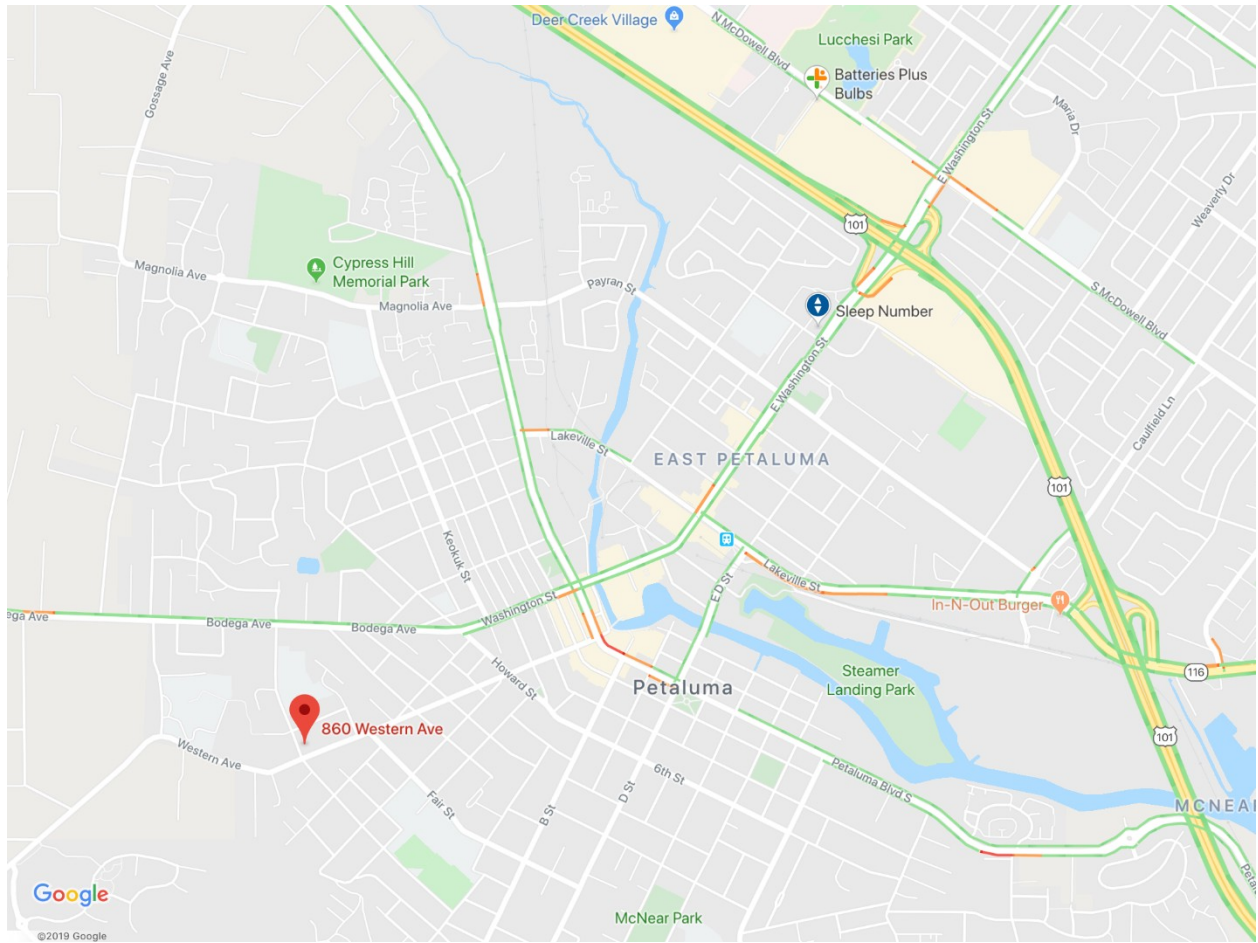 Deer Creek Village
N McDowell Blvd
Lucchesi Park
Batteries Plus
Bulbs
Gossage Ave
Maria Dr
E Washington St
Weaverly Dr
101
Magnolia Ave
Cypress Hill
Memorial Park
Magnolia Ave
Payran St
Sleep Number
S McDowell Blvd
E Washington St
Caulfield Ln
Lakeville St
EAST PETALUMA
101
Keokuk St
Lakeville St
E D St
In-N-Out Burger
Washington St
ega Ave
Bodega Ave
Bodega Ave
Howard St
Steamer
Landing Park
116
Petaluma
860 Western Ave
101
Western Ave
6th St
Petaluma Blvd S
Fair St
B St
D St
MCNEAR
Peta
McNear Park
Google
©2019 Google